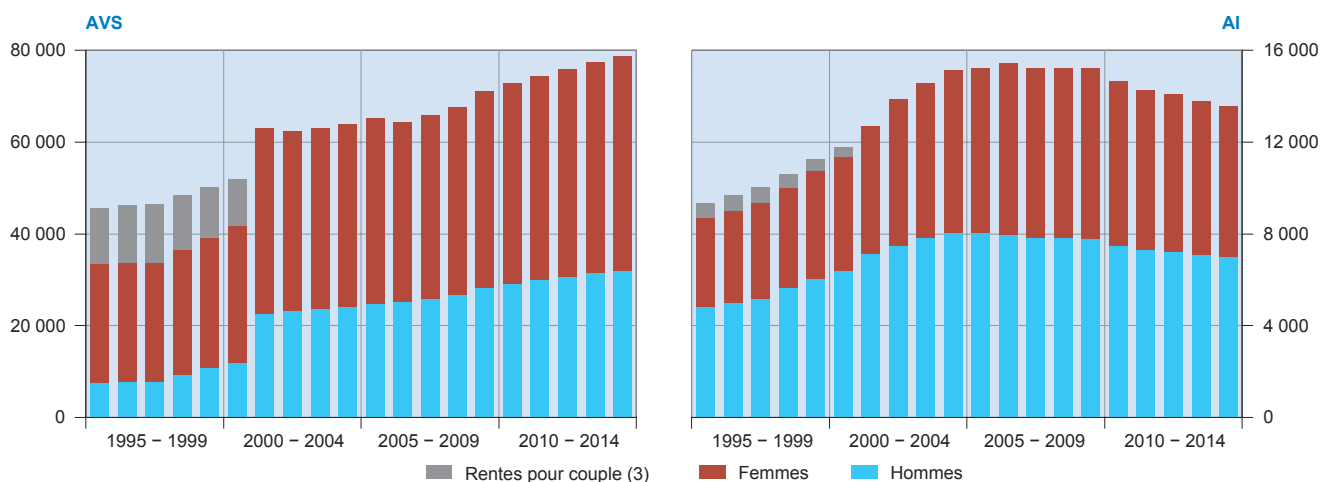 AVS
AI
80 000
60 000
40 000
20 000
0
16 000
12 000
8 000
4 000
0
1995 – 1999 2000 – 2004 2005 – 2009 2010 – 2014
1995 – 1999 2000 – 2004 2005 – 2009 2010 – 2014
Rentes pour couple (3) Femmes Hommes